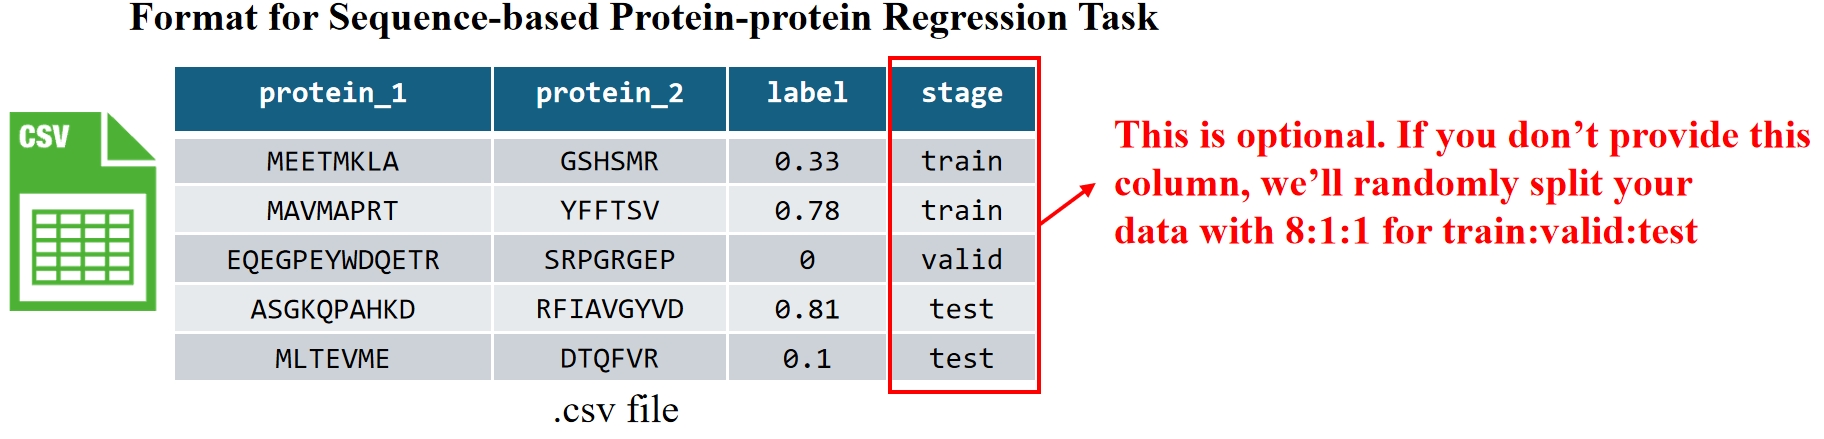 Format for Sequence-based Protein-protein Regression Task
CSV
protein_1 protein_2 label stage
MEETMKLA GSHSMR 0.33 train
MAVMAPRT YFFTSV 0.78 train
EQEGPEYWDQETR SRPGRGEP 0 valid
ASGKQPAHKD RFIAVGYVD 0.81 test
MLTEVME DTQFVR 0.1 test
.csv file
This is optional. If you don’t provide this
column, we’ll randomly split your
data with 8:1:1 for train:valid:test